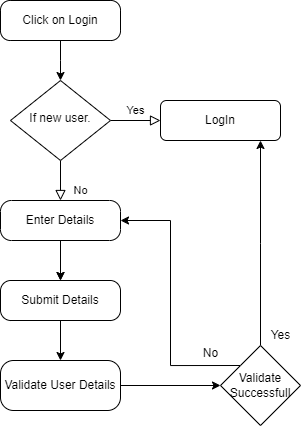 Click on Login
If new user.
Yes
LogIn
No
Enter Details
Submit Details
Validate User Details
No
Yes
Validate
Successfull